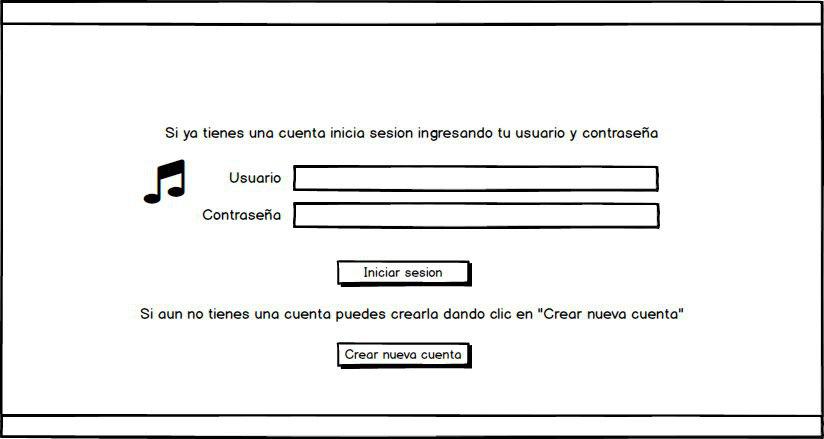 Si ya tienes una cuenta inicia sesion ingresando tu usuario y contraseña
Usuario
Contraseña
Iniciar sesion
Si aun no tienes una cuenta puedes crearla dando clic en "Crear nueva cuenta"
Crear nueva cuenta